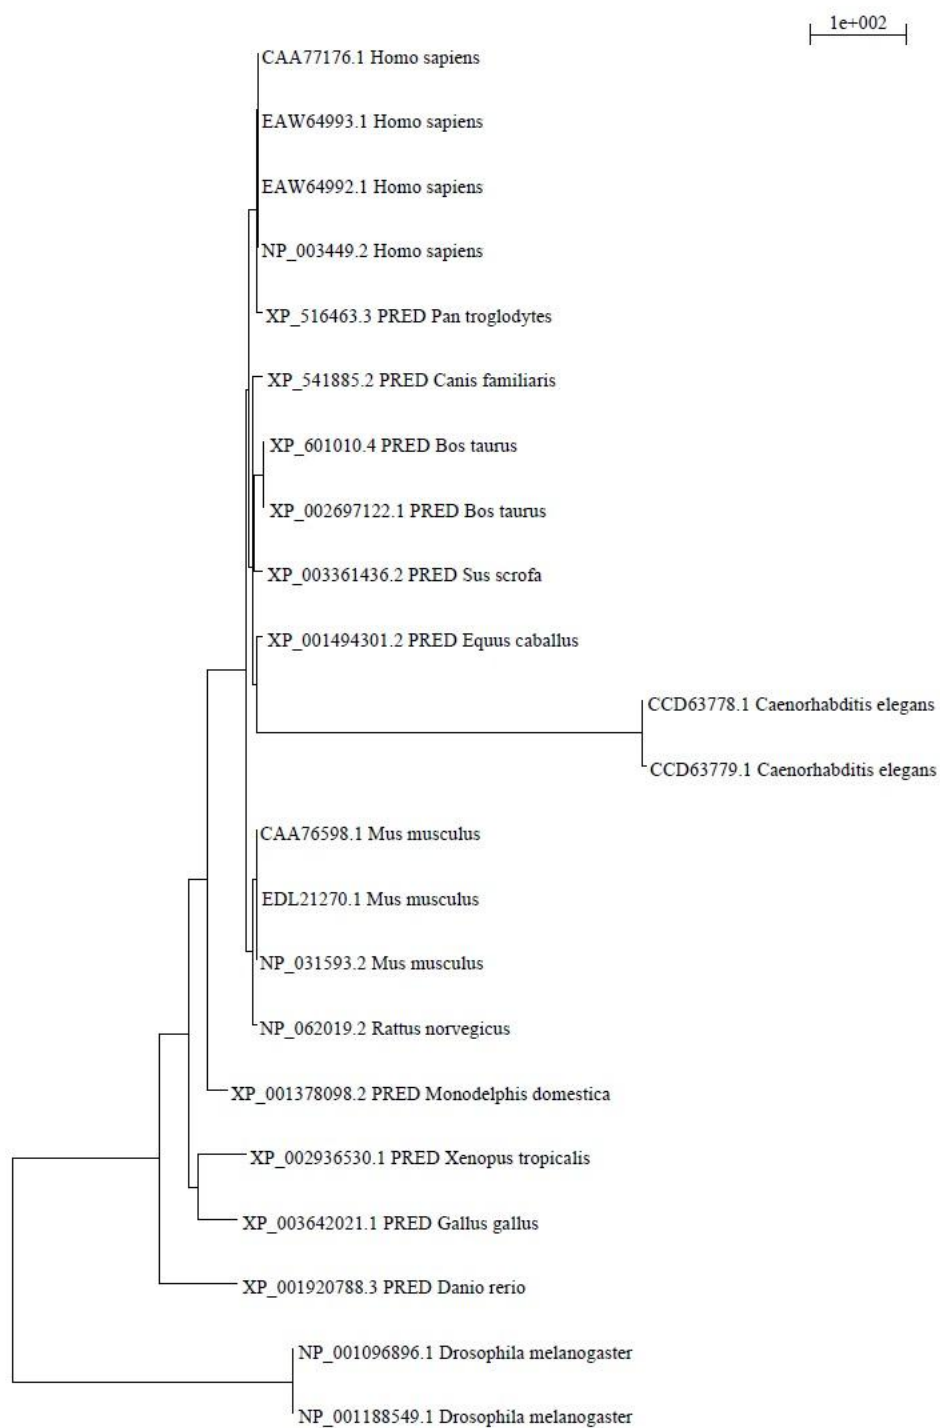 1e+002
CAA77176.1 Homo sapiens
EAW64993.1 Homo sapiens
EAW64992.1 Homo sapiens
NP_003449.2 Homo sapiens
XP_516463.3 PRED Pan troglodytes
XP_541885.2 PRED Canis familiaris
XP_601010.4 PRED Bos taurus
XP_002697122.1 PRED Bos taurus
XP_003361436.2 PRED Sus scrofa
XP_001494301.2 PRED Equus caballus
CCD63778.1 Caenorhabditis elegans
CCD63779.1 Caenorhabditis elegans
CAA76598.1 Mus musculus
EDL21270.1 Mus musculus
NP_031593.2 Mus musculus
NP_062019.2 Rattus norvegicus
XP_001378098.2 PRED Monodelphis domestica
XP_002936530.1 PRED Xenopus tropicalis
XP_003642021.1 PRED Gallus gallus
XP_001920788.3 PRED Danio rerio
NP_001096896.1 Drosophila melanogaster
NP_001188549.1 Drosophila melanogaster